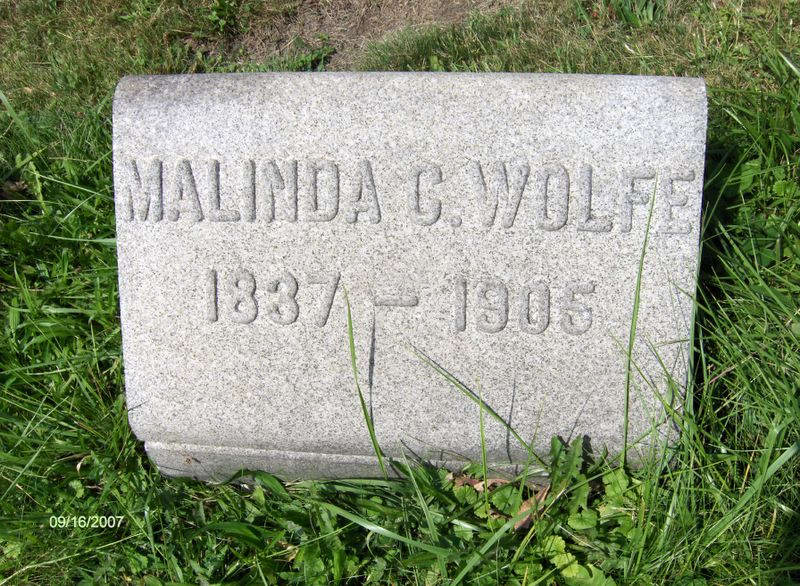 MALINDA C. WOLFE
1837 — 1905
09/16/2007